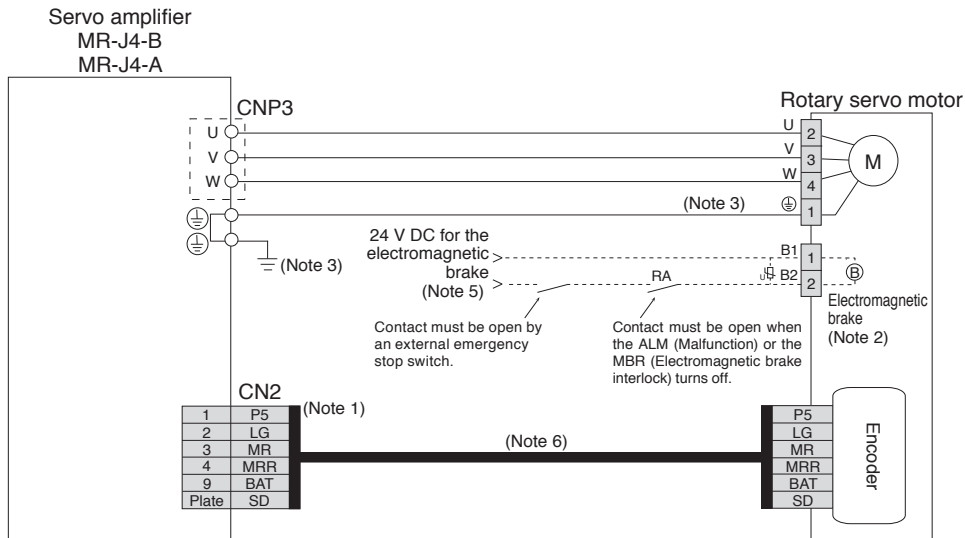 Servo amplifier
MR-J4-B
MR-J4-A
CNP3
U
V
W
Rotary servo motor
U
2
V
3
W
4
(Note 3)
1
M
(Note 3)
24 V DC for the
electromagnetic
brake
(Note 5)
RA
B1
1
U
B2
2
B
Electromagnetic
brake
(Note 2)
Contact must be open by
an external emergency
stop switch.
Contact must be open when
the ALM (Malfunction) or the
MBR (Electromagnetic brake
interlock) turns off.
CN2
(Note 1)
1 P5
2 LG
3 MR
4 MRR
9 BAT
Plate SD
(Note 6)
P5
LG
MR
MRR
BAT
SD
Encoder